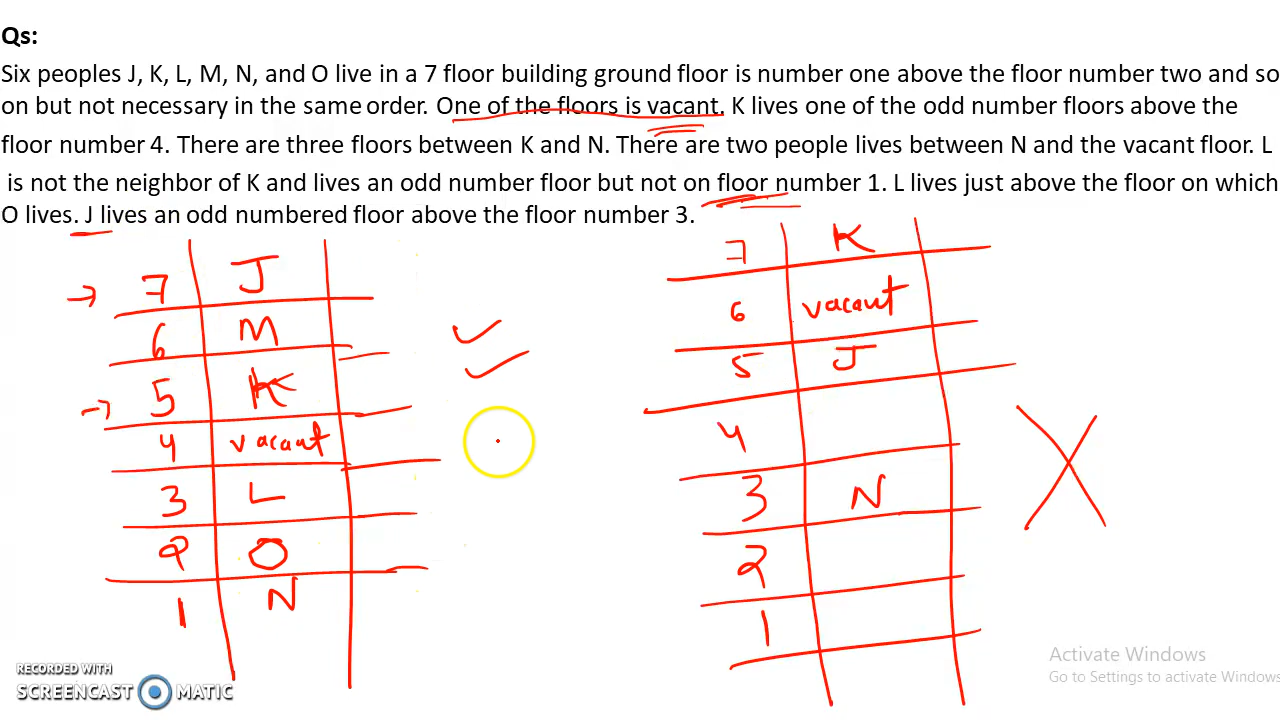 Qs:
Six peoples J, K, L, M, N, and O live in a 7 floor building ground floor is number one above the floor number two and so
on but not necessary in the same order. One of the floors is vacant. K lives one of the odd number floors above the
floor number 4. There are three floors between K and N. There are two people lives between N and the vacant floor. L
is not the neighbor of K and lives an odd number floor but not on floor number 1. L lives just above the floor on which
O lives. J lives an odd numbered floor above the floor number 3.
7 J
6 M
5 K
4 vacant
3 L
2 O
1 N
7 K
6 vacant
5 J
4
3 N
2
1
Activate Windows
Go to Settings to activate Windows
RECORDED WITH
SCREENCAST MATIC